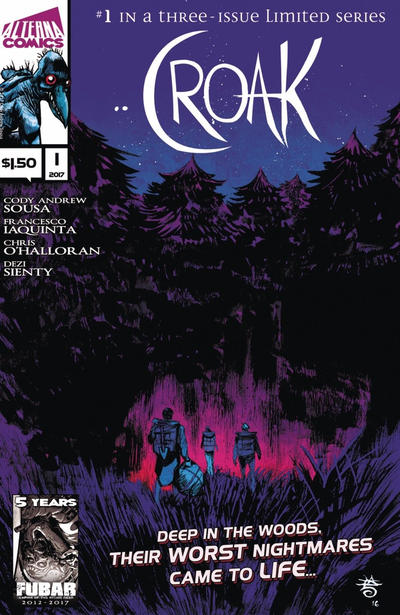 ALTERNA
COMICS
#1 IN A THREE-ISSUE LIMITED SERIES
CROAK
$1.50
1
2017
CODY ANDREW
SOUSA
FRANCESCO
IAQUINTA
CHRIS
O'HALLORAN
DEZI
SIENTY
DEEP IN THE WOODS,
THEIR WORST NIGHTMARES
CAME TO LIFE...
5 YEARS
FUBAR
2012-2017